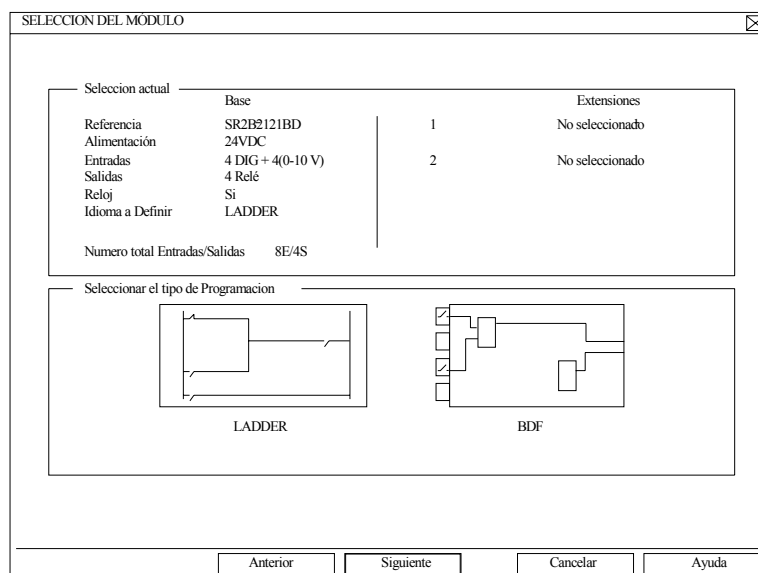 SELECCION DEL MÓDULO
Seleccion actual
Base Extensiones
Referencia SR2B2121BD 1 No seleccionado
Alimentación 24VDC
Entradas 4 DIG + 4(0-10 V) 2 No seleccionado
Salidas 4 Relé
Reloj Si
Idioma a Definir LADDER
Numero total Entradas/Salidas 8E/4S
Seleccionar el tipo de Programacion
LADDER BDF
Anterior Siguiente Cancelar Ayuda